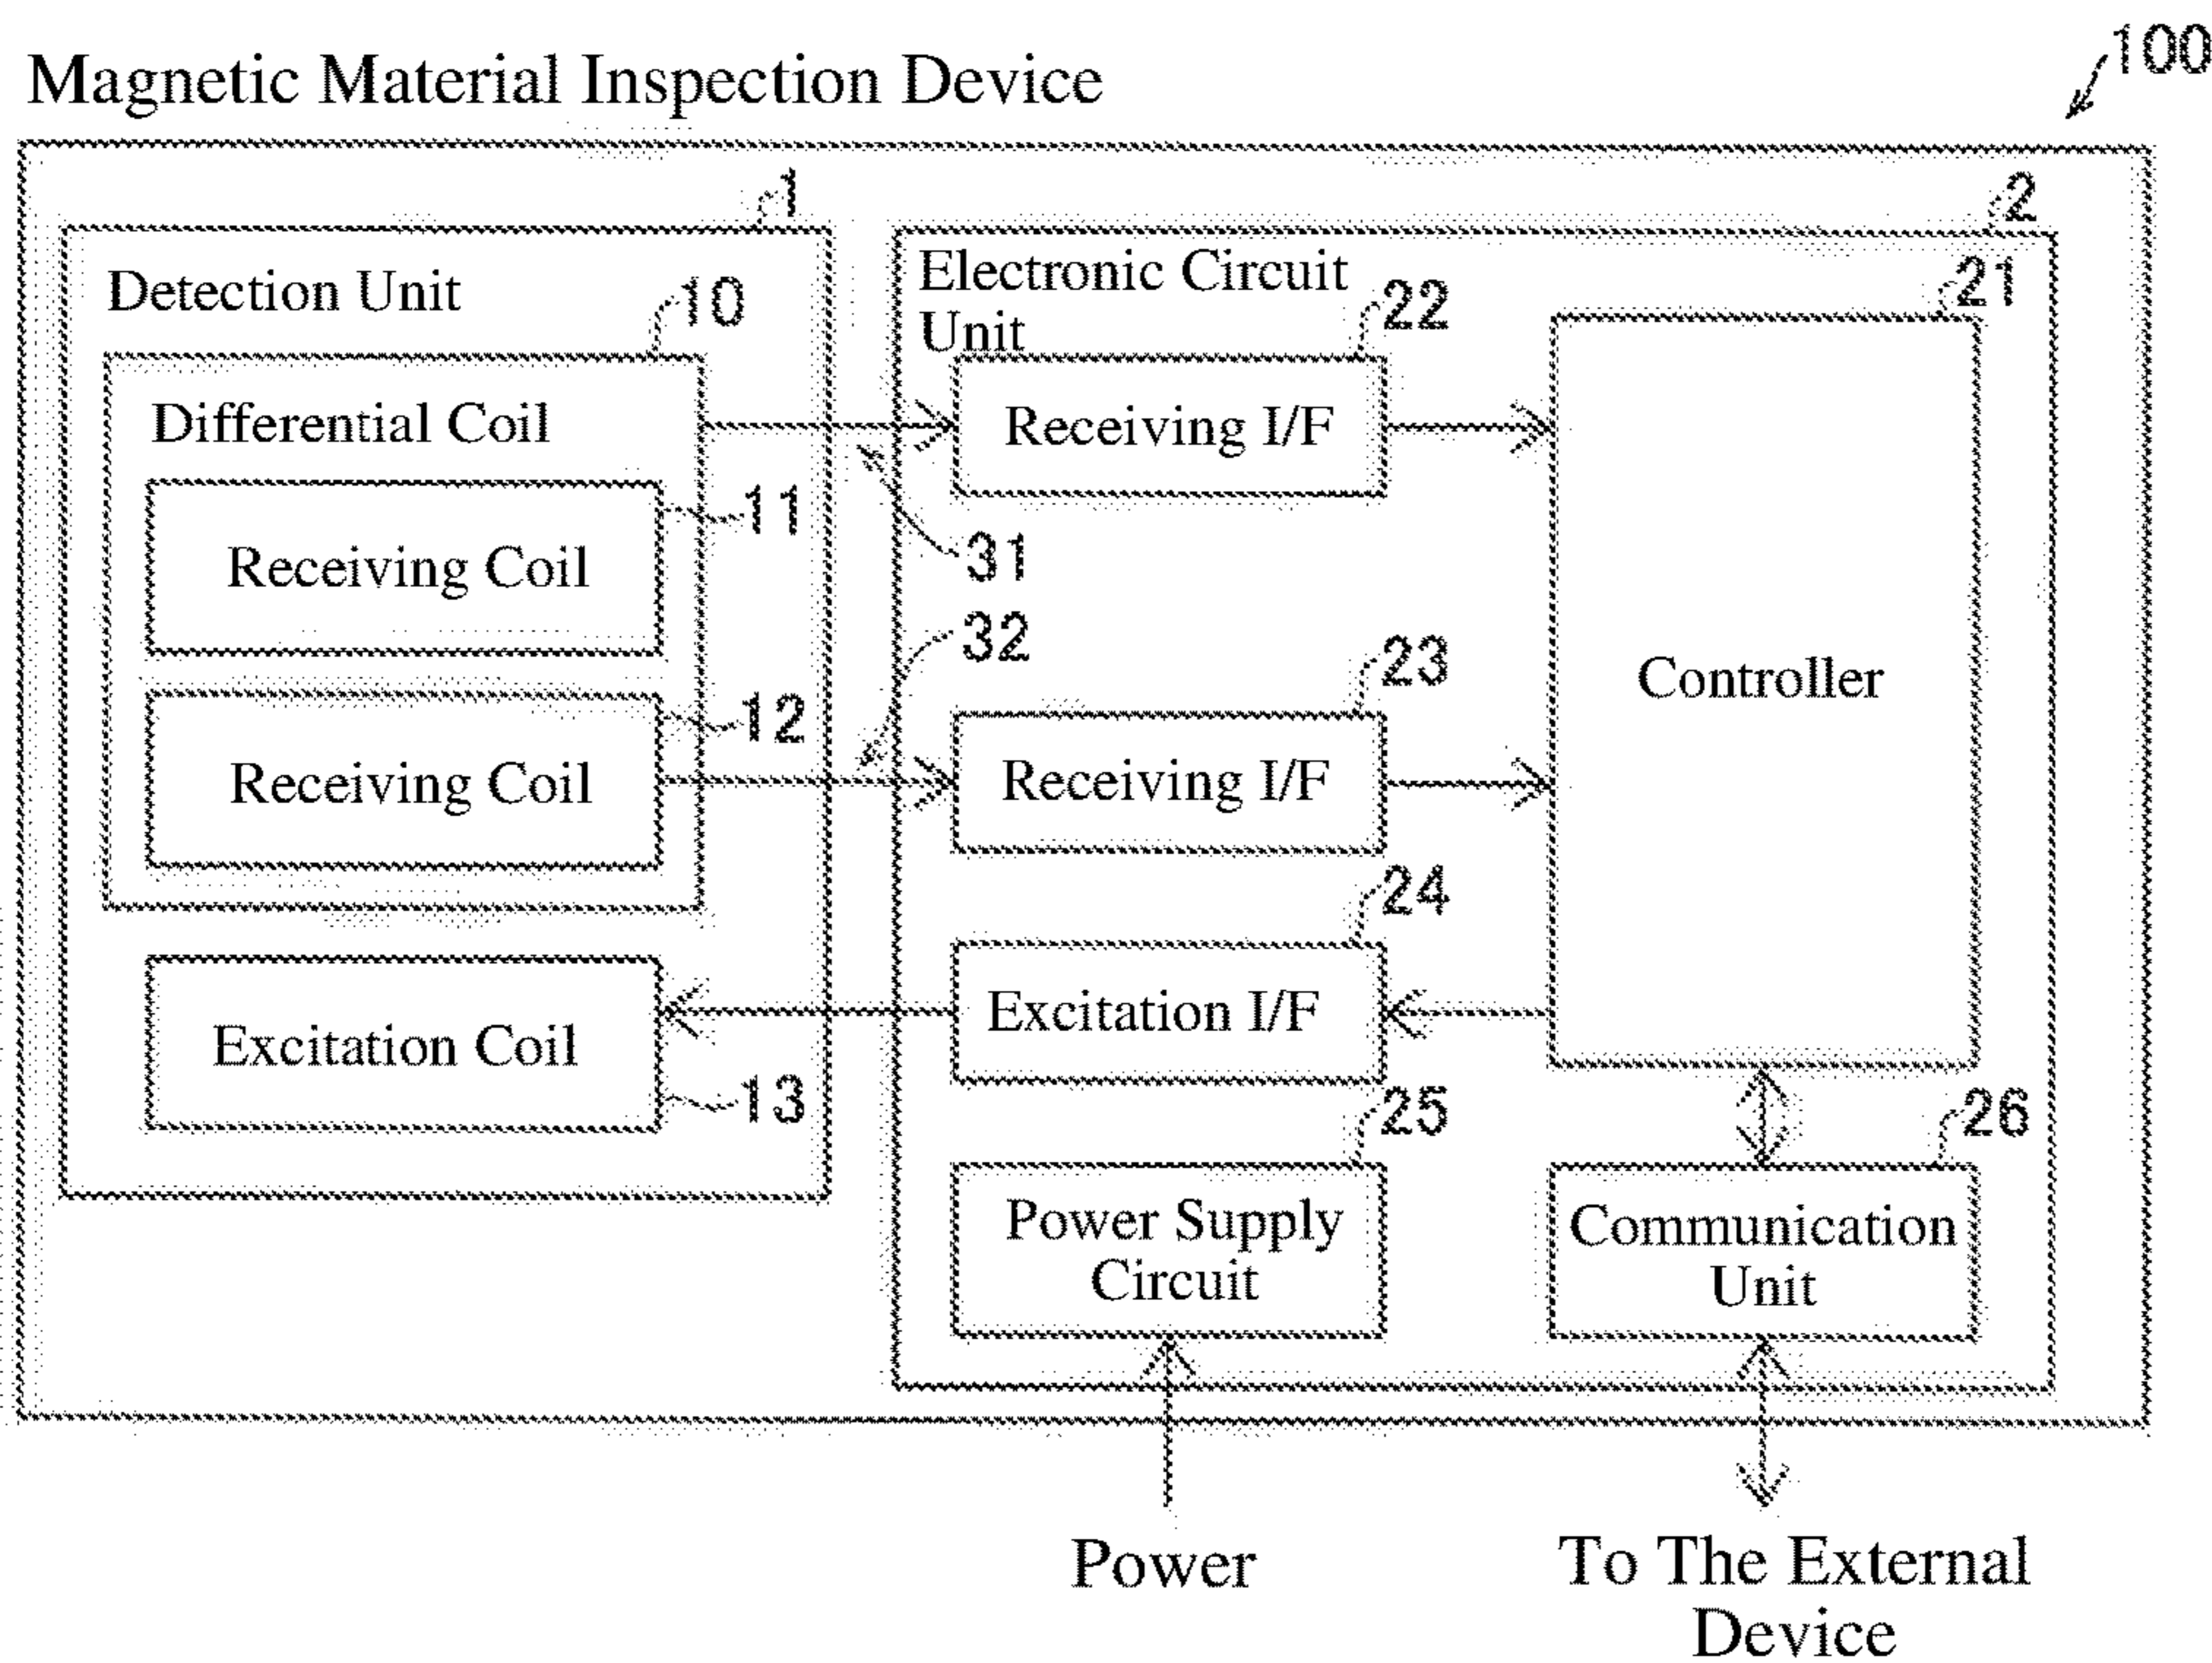 100
Magnetic Material Inspection Device
1
2
Detection Unit
10
Electronic Circuit
Unit
22
21
Differential Coil
Receiving I/F
11
Receiving Coil
31
32
23
Controller
12
Receiving Coil
Receiving I/F
24
Excitation I/F
Excitation Coil
13
25
26
Power Supply
Circuit
Communication
Unit
Power
To The External
Device